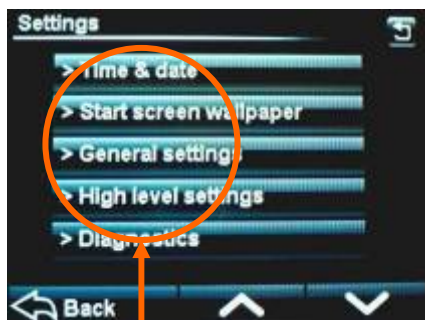 Settings
> Time & date
> Start screen wallpaper
> General settings
> High level settings
> Diagnostics
Back